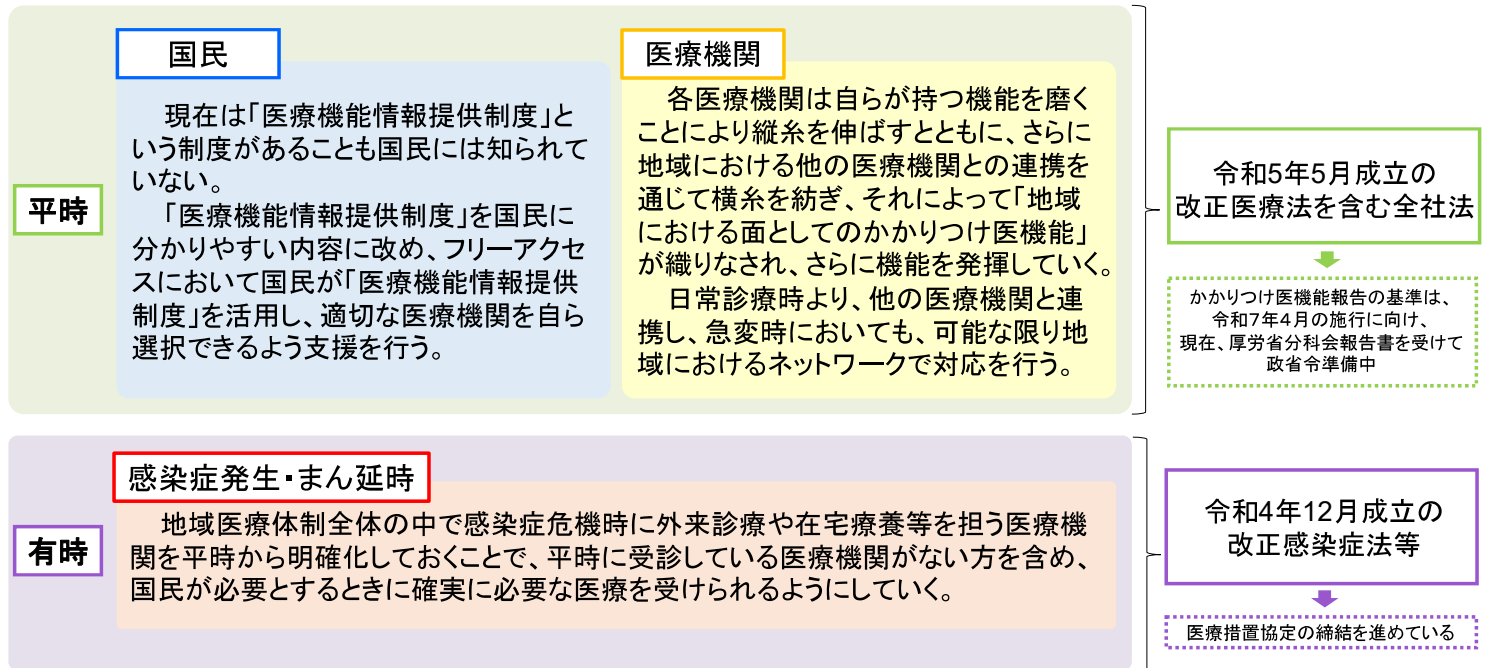 平時
国民
現在は「医療機能情報提供制度」と
いう制度があることも国民には知られて
いない。
「医療機能情報提供制度」を国民に
分かりやすい内容に改め、フリーアクセ
スにおいて国民が「医療機能情報提供
制度」を活用し、適切な医療機関を自ら
選択できるよう支援を行う。
医療機関
各医療機関は自らが持つ機能を磨く
ことにより縦糸を伸ばすとともに、さらに
地域における他の医療機関との連携を
通じて横糸を紡ぎ、それによって「地域
における面としてのかかりつけ医機能」
が織りなされ、さらに機能を発揮していく。
日常診療時より、他の医療機関と連
携し、急変時においても、可能な限り地
域におけるネットワークで対応を行う。
令和5年5月成立の
改正医療法を含む全社法
かかりつけ医機能報告の基準は、
令和7年4月の施行に向け、
現在、厚労省分科会報告書を受けて
政省令準備中
有時
感染症発生・まん延時
地域医療体制全体の中で感染症危機時に外来診療や在宅療養等を担う医療機
関を平時から明確化しておくことで、平時に受診している医療機関がない方を含め、
国民が必要とするときに確実に必要な医療を受けられるようにしていく。
令和4年12月成立の
改正感染症法等
医療措置協定の締結を進めている